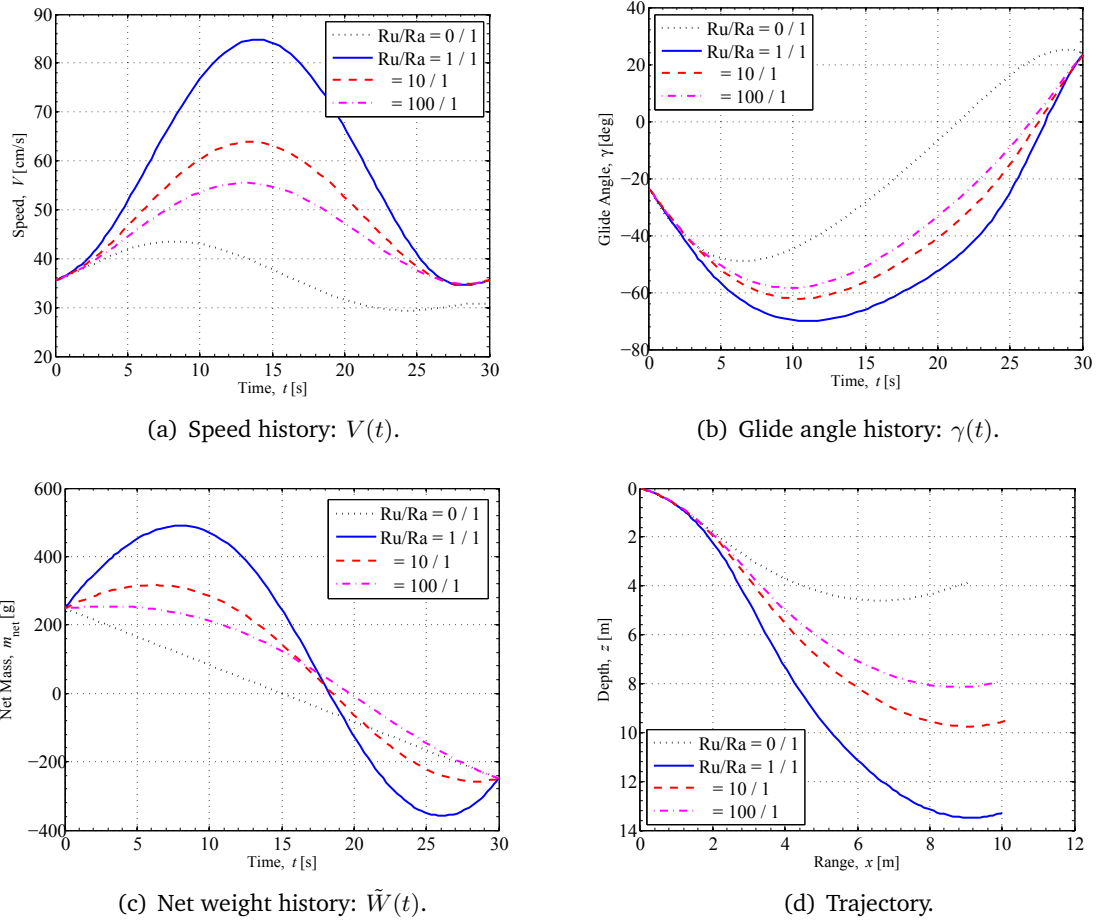 90
80
70
60
50
40
30
20
Speed, V [cm/s]
Ru/Ra = 0 / 1
Ru/Ra = 1 / 1
= 10 / 1
= 100 / 1
0 5 10 15 20 25 30
Time, t [s]
(a) Speed history: V(t).
40
20
0
−20
−40
−60
−80
Glide Angle, γ [deg]
Ru/Ra = 0 / 1
Ru/Ra = 1 / 1
= 10 / 1
= 100 / 1
0 5 10 15 20 25 30
Time, t [s]
(b) Glide angle history: γ(t).
600
400
200
0
−200
−400
Net Mass, m_net [g]
Ru/Ra = 0 / 1
Ru/Ra = 1 / 1
= 10 / 1
= 100 / 1
0 5 10 15 20 25 30
Time, t [s]
(c) Net weight history: W̃(t).
0
2
4
6
8
10
12
14
Depth, z [m]
Ru/Ra = 0 / 1
Ru/Ra = 1 / 1
= 10 / 1
= 100 / 1
0 2 4 6 8 10 12
Range, x [m]
(d) Trajectory.